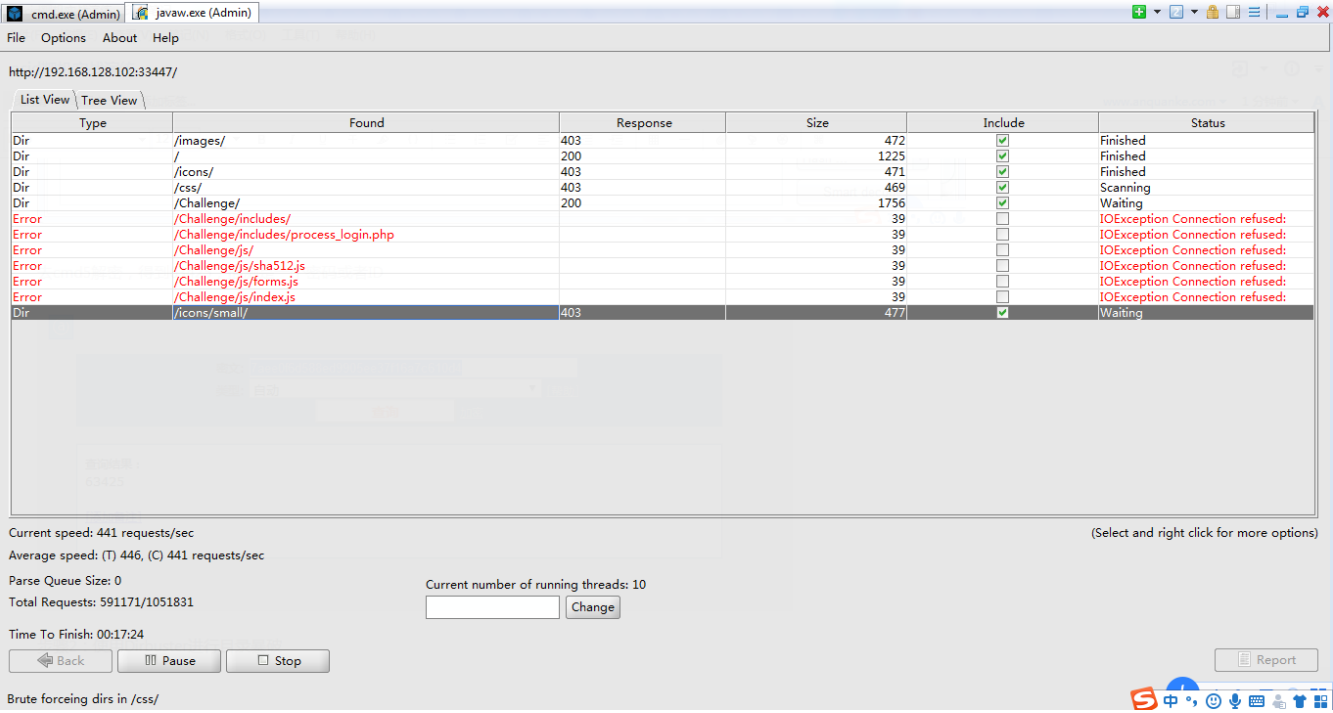 cmd.exe (Admin) javaw.exe (Admin)
File Options About Help
http://192.168.128.102:33447/
List View Tree View
Type Found Response Size Include Status
Dir /images/ 403 472 Finished
Dir / 200 1225 Finished
Dir /icons/ 403 471 Finished
Dir /css/ 403 469 Scanning
Dir /Challenge/ 200 1756 Waiting
Error /Challenge/includes/ 39 IOException Connection refused:
Error /Challenge/includes/process_login.php 39 IOException Connection refused:
Error /Challenge/js/ 39 IOException Connection refused:
Error /Challenge/js/sha512.js 39 IOException Connection refused:
Error /Challenge/js/forms.js 39 IOException Connection refused:
Error /Challenge/js/index.js 39 IOException Connection refused:
Dir /icons/small/ 403 477 Waiting
Current speed: 441 requests/sec (Select and right click for more options)
Average speed: (T) 446, (C) 441 requests/sec
Parse Queue Size: 0
Current number of running threads: 10
Total Requests: 591171/1051831
Change
Time To Finish: 00:17:24
Back Pause Stop Report
Brute forceing dirs in /css/
S 中